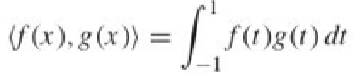 ⟨f(x), g(x)⟩ = ∫_{-1}^{1} f(t)g(t) dt